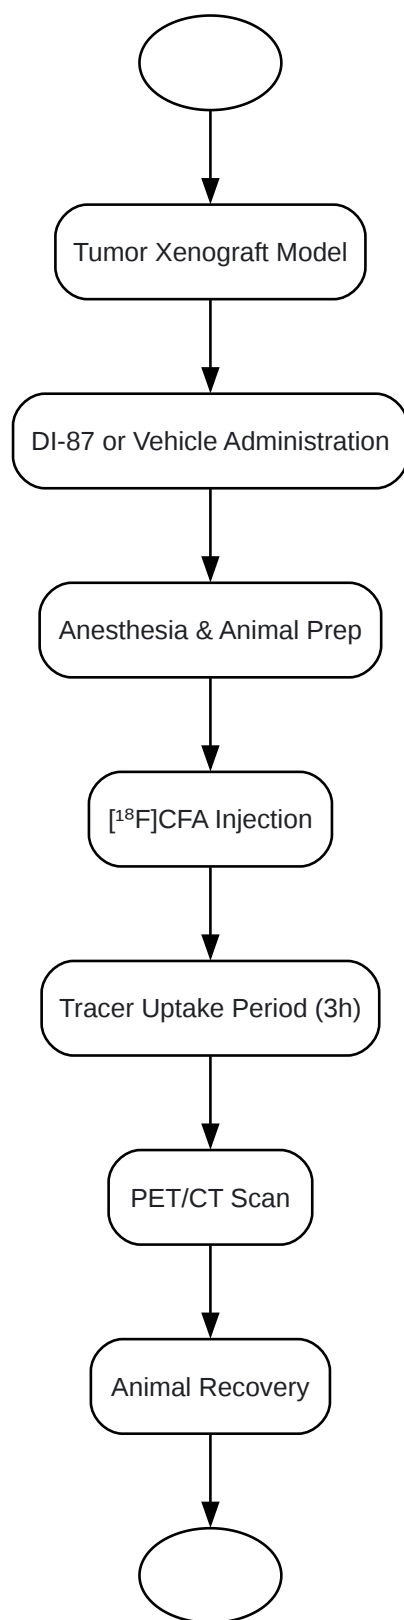 Tumor Xenograft Model
DI-87 or Vehicle Administration
Anesthesia & Animal Prep
[¹⁸F]CFA Injection
Tracer Uptake Period (3h)
PET/CT Scan
Animal Recovery